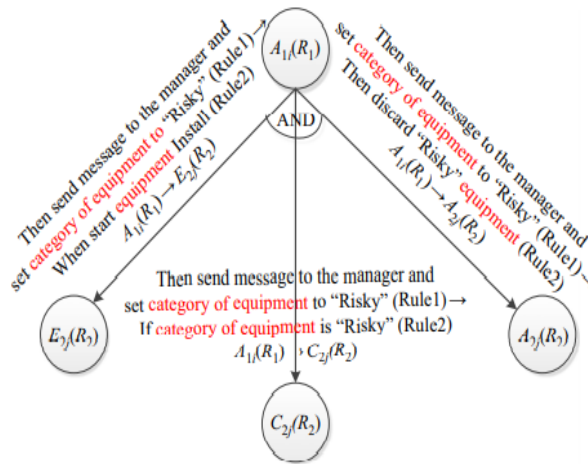 A₁ᵢ(R₁)
AND
Then send message to the manager and
set category of equipment to “Risky” (Rule1)→
When start equipment Install (Rule2)
A₁ᵢ(R₁)→E₂ⱼ(R₂)
Then send message to the manager and
set category of equipment to “Risky” (Rule1)→
Then discard “Risky” equipment (Rule2)
A₁ᵢ(R₁)→A₂ⱼ(R₂)
Then send message to the manager and
set category of equipment to “Risky” (Rule1)→
If category of equipment is “Risky” (Rule2)
A₁ᵢ(R₁) › C₂ⱼ(R₂)
E₂ⱼ(R₂)
A₂ⱼ(R₂)
C₂ⱼ(R₂)